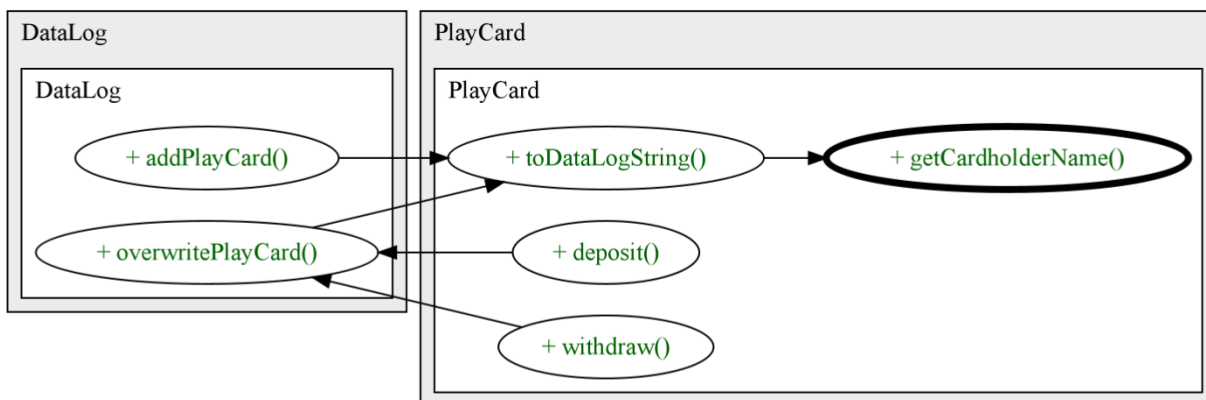 DataLog
DataLog
+ addPlayCard()
+ overwritePlayCard()
PlayCard
PlayCard
+ toDataLogString()
+ getCardholderName()
+ deposit()
+ withdraw()